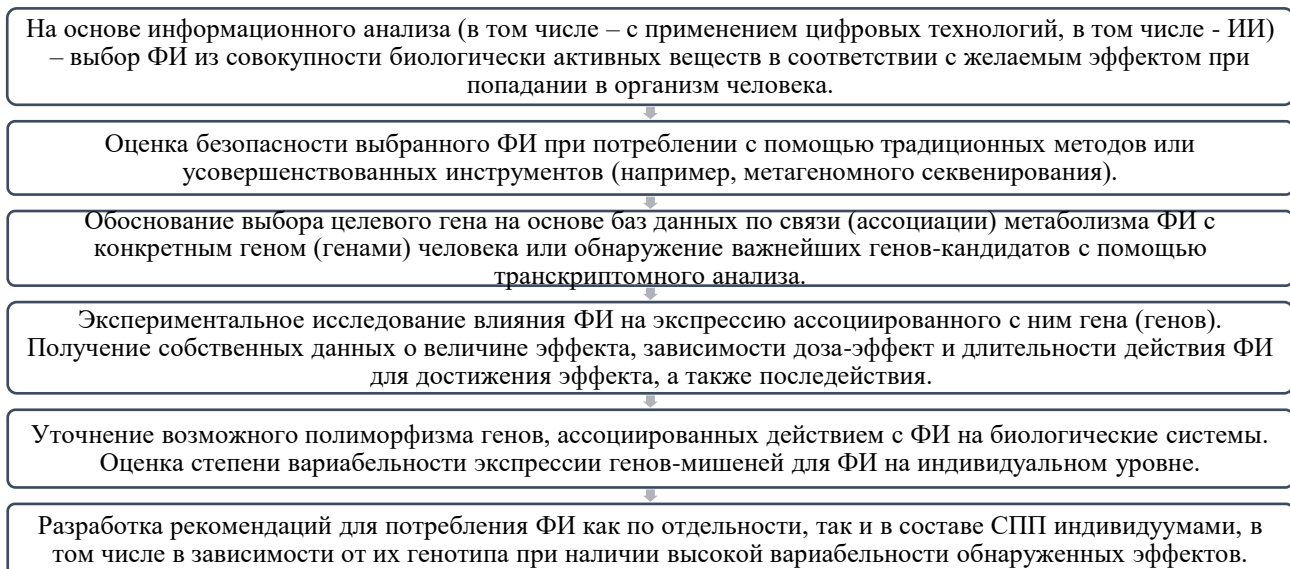 На основе информационного анализа (в том числе – с применением цифровых технологий, в том числе - ИИ)
– выбор ФИ из совокупности биологически активных веществ в соответствии с желаемым эффектом при
попадании в организм человека.
Оценка безопасности выбранного ФИ при потреблении с помощью традиционных методов или
усовершенствованных инструментов (например, метагеномного секвенирования).
Обоснование выбора целевого гена на основе баз данных по связи (ассоциации) метаболизма ФИ с
конкретным геном (генами) человека или обнаружение важнейших генов-кандидатов с помощью
транскриптомного анализа.
Экспериментальное исследование влияния ФИ на экспрессию ассоциированного с ним гена (генов).
Получение собственных данных о величине эффекта, зависимости доза-эффект и длительности действия ФИ
для достижения эффекта, а также последействия.
Уточнение возможного полиморфизма генов, ассоциированных действием с ФИ на биологические системы.
Оценка степени вариабельности экспрессии генов-мишеней для ФИ на индивидуальном уровне.
Разработка рекомендаций для потребления ФИ как по отдельности, так и в составе СПП индивидуумами, в
том числе в зависимости от их генотипа при наличии высокой вариабельности обнаруженных эффектов.